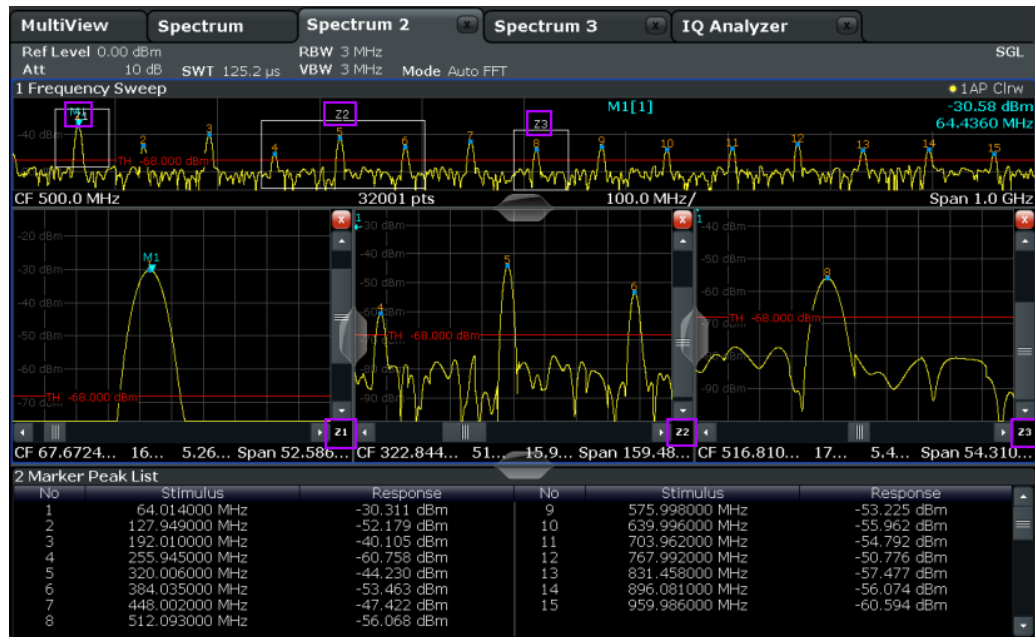 MultiView Spectrum Spectrum 2 x Spectrum 3 x IQ Analyzer x
Ref Level 0.00 dBm RBW 3 MHz SGL
Att 10 dB SWT 125.2 µs VBW 3 MHz Mode Auto FFT
1 Frequency Sweep 1AP Clrw
M1[1] -30.58 dBm
64.4360 MHz
M1 Z1 Z2 Z3
-40 dBm
2 3 4 5 6 7 8 9 10 11 12 13 14 15
TH -68.000 dBm
CF 500.0 MHz 32001 pts 100.0 MHz/ Span 1.0 GHz
x 1 x 1 x
-20 dBm
-30 dBm
-40 dBm
-50 dBm
-60 dBm
-70 dBm
M1
TH -68.000 dBm
-30 dBm
-40 dBm
-50 dBm
-60 dBm
-90 dBm
4 5 6
TH -68.000 dBm
-40 dBm
-50 dBm
-60 dBm
-90 dBm
8
TH -68.000 dBm
Z1 Z2 Z3
CF 67.6724... 16... 5.26... Span 52.586... CF 322.844... 51... 15.9... Span 159.48... CF 516.810... 17... 5.4... Span 54.310...
2 Marker Peak List
No Stimulus Response No Stimulus Response
1 64.014000 MHz -30.311 dBm 9 575.998000 MHz -53.225 dBm
2 127.949000 MHz -52.179 dBm 10 639.996000 MHz -55.962 dBm
3 192.010000 MHz -40.105 dBm 11 703.962000 MHz -54.792 dBm
4 255.945000 MHz -60.758 dBm 12 767.992000 MHz -50.776 dBm
5 320.006000 MHz -44.230 dBm 13 831.458000 MHz -57.477 dBm
6 384.035000 MHz -53.463 dBm 14 896.081000 MHz -56.074 dBm
7 448.002000 MHz -47.422 dBm 15 959.986000 MHz -60.594 dBm
8 512.093000 MHz -56.068 dBm